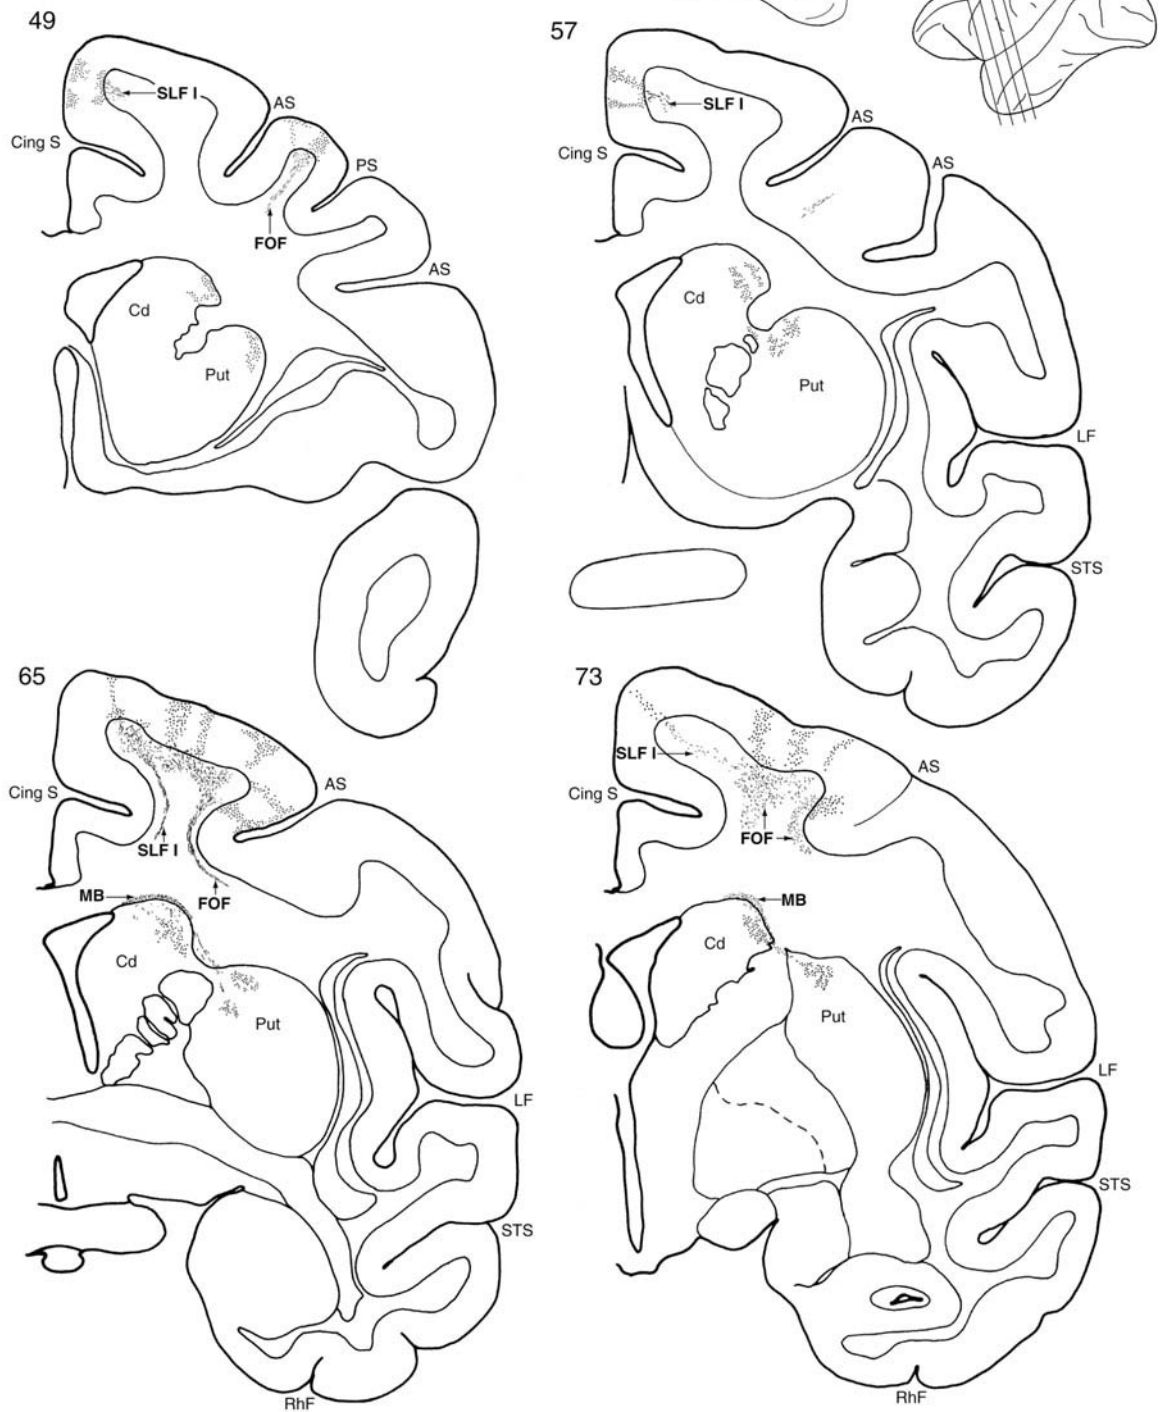 49
SLF I
AS
Cing S
PS
FOF
AS
Cd
Put
57
SLF I
AS
Cing S
AS
Cd
Put
LF
STS
65
AS
Cing S
SLF I
MB
FOF
Cd
Put
LF
STS
RhF
73
SLF I
AS
Cing S
FOF
MB
Cd
Put
LF
STS
RhF